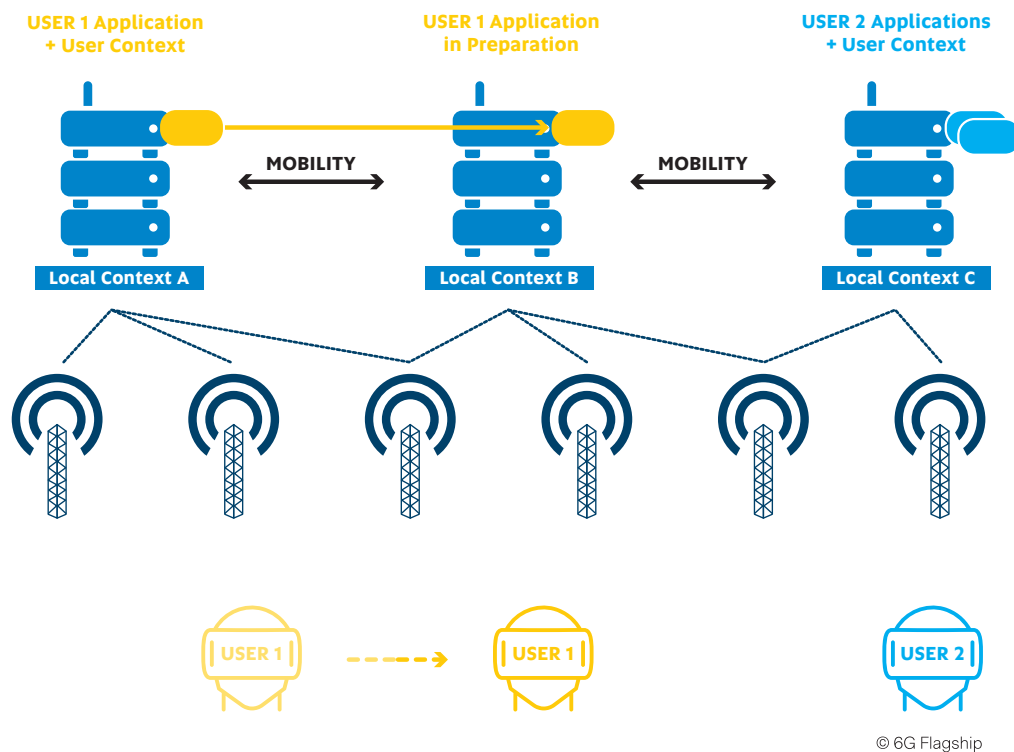 USER 1 Application
+ User Context
USER 1 Application
in Preparation
USER 2 Applications
+ User Context
MOBILITY
MOBILITY
Local Context A
Local Context B
Local Context C
USER 1
USER 1
USER 2
© 6G Flagship